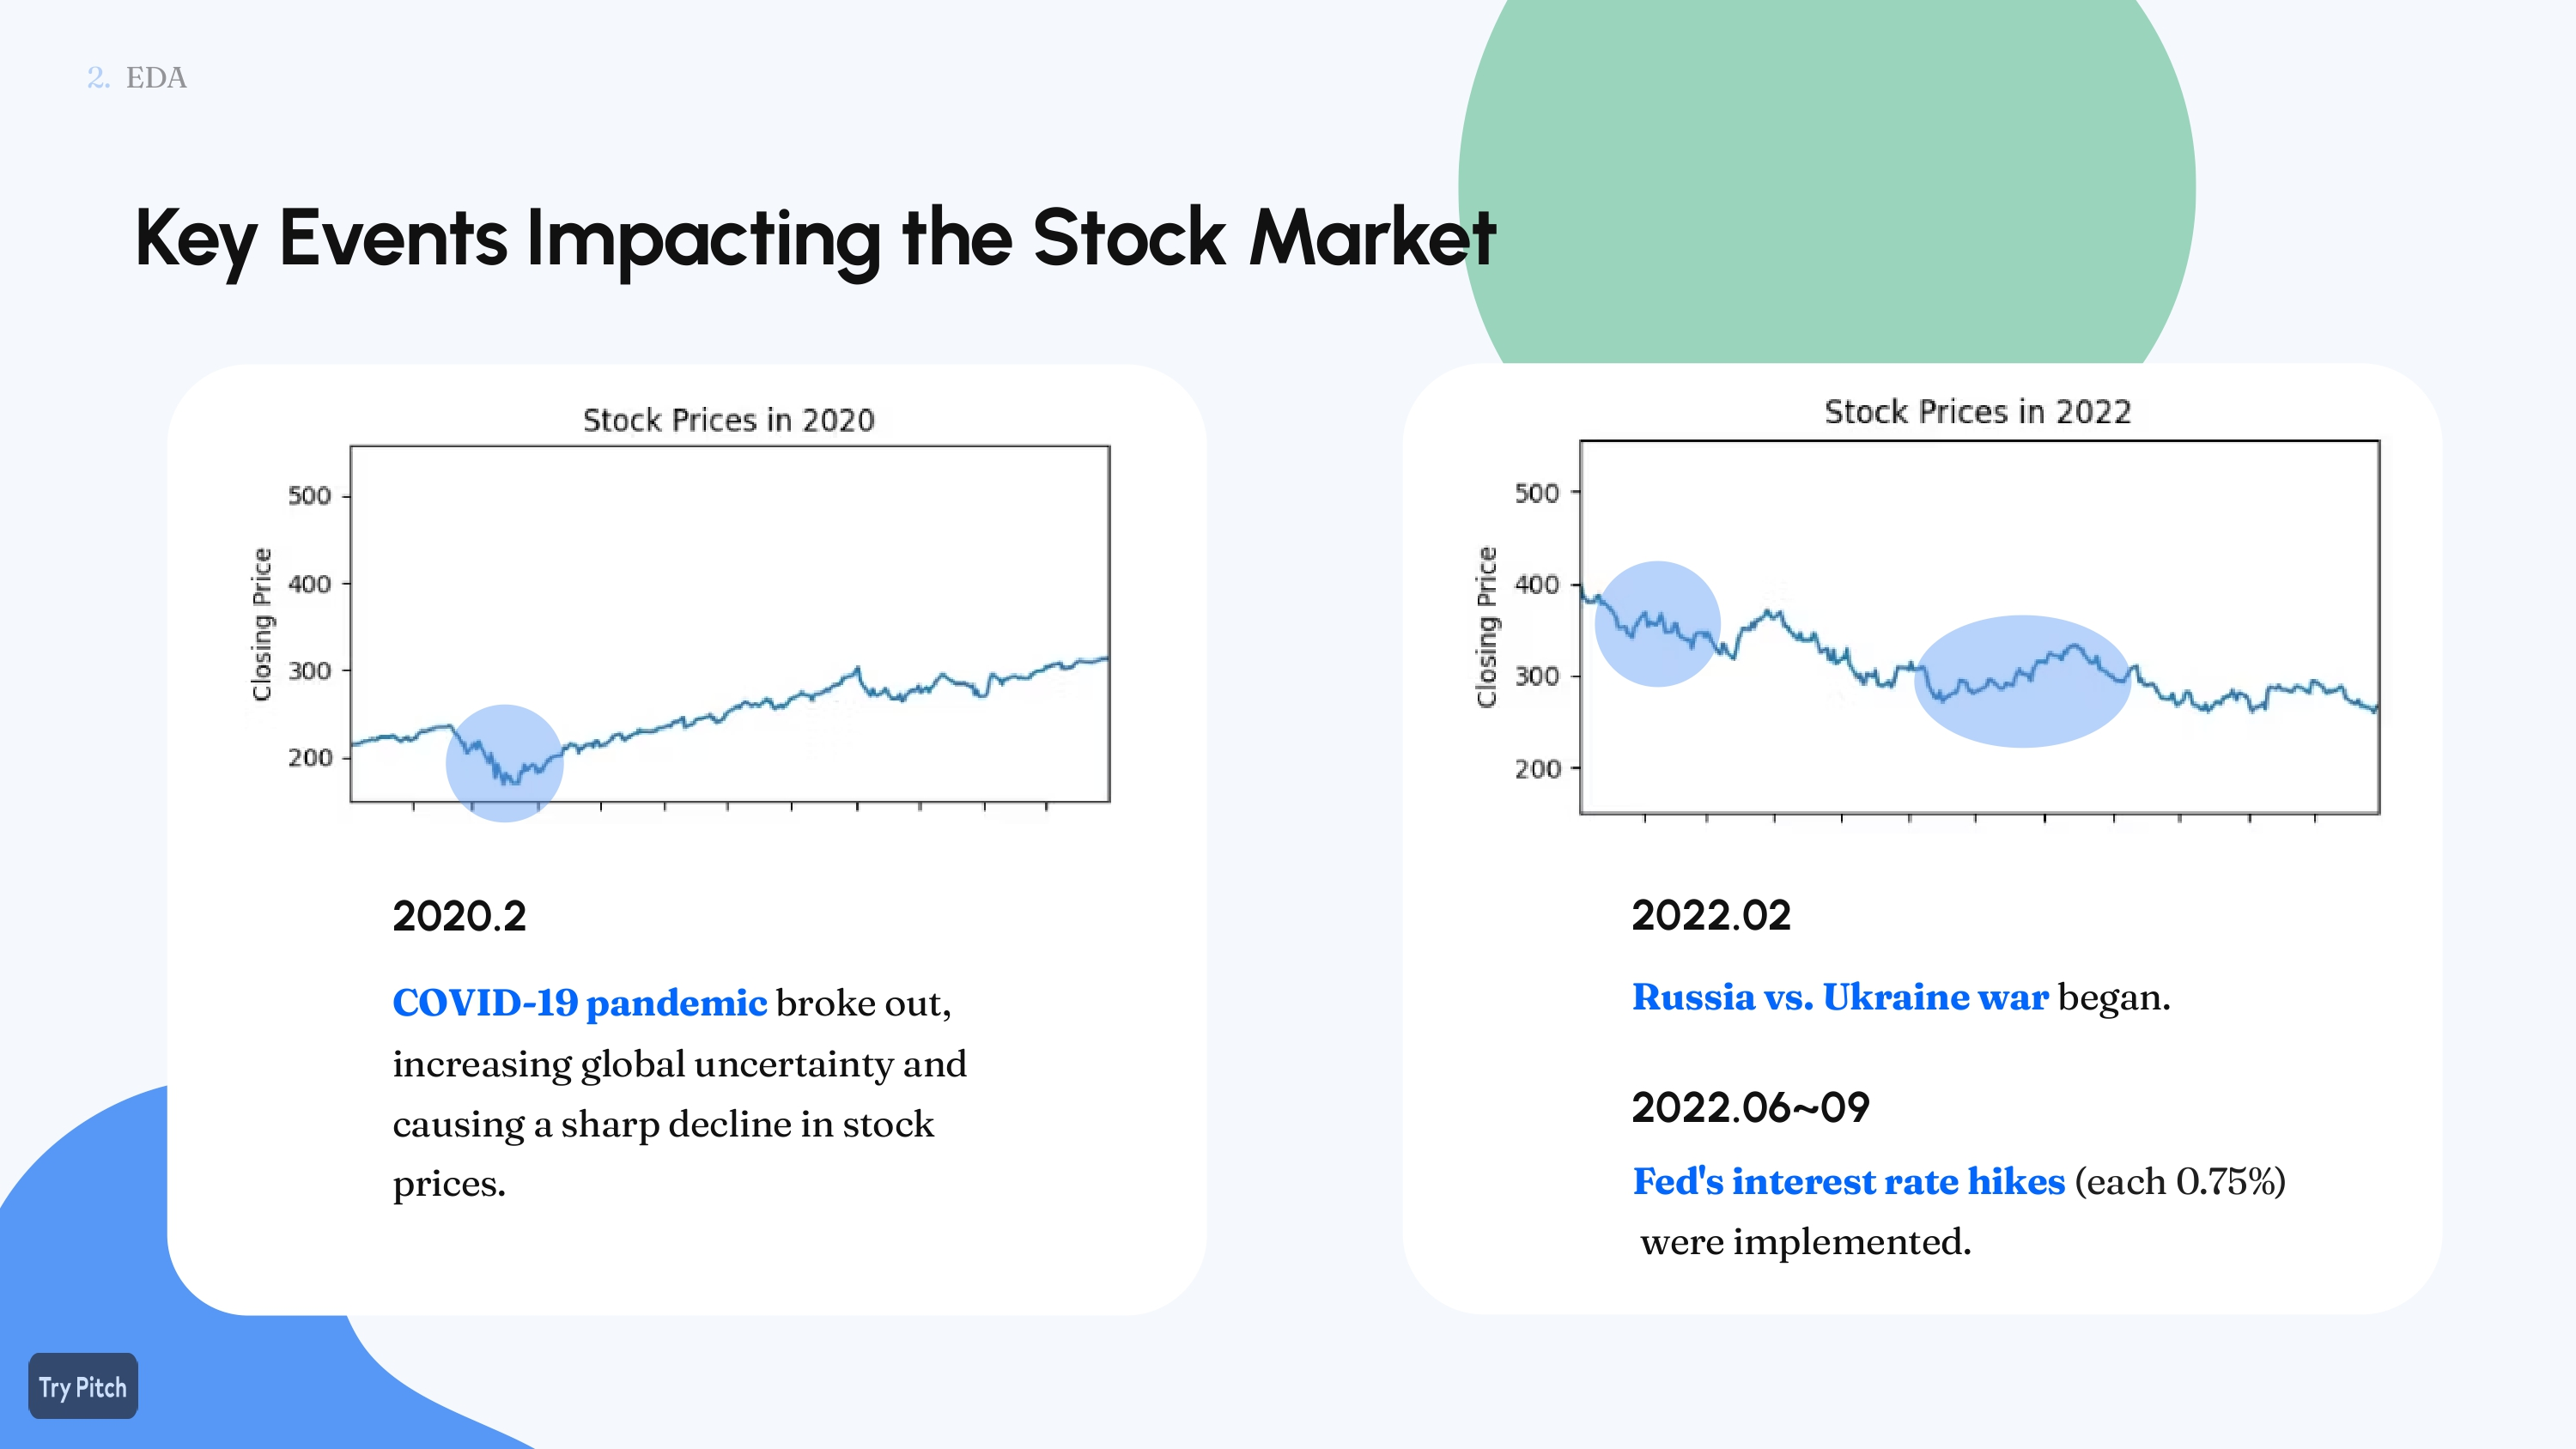 2. EDA
Key Events Impacting the Stock Market
Stock Prices in 2020
Closing Price
500
400
300
200
2020.2
COVID-19 pandemic broke out,
increasing global uncertainty and
causing a sharp decline in stock
prices.
Stock Prices in 2022
Closing Price
500
400
300
200
2022.02
Russia vs. Ukraine war began.
2022.06~09
Fed's interest rate hikes (each 0.75%)
were implemented.
Try Pitch